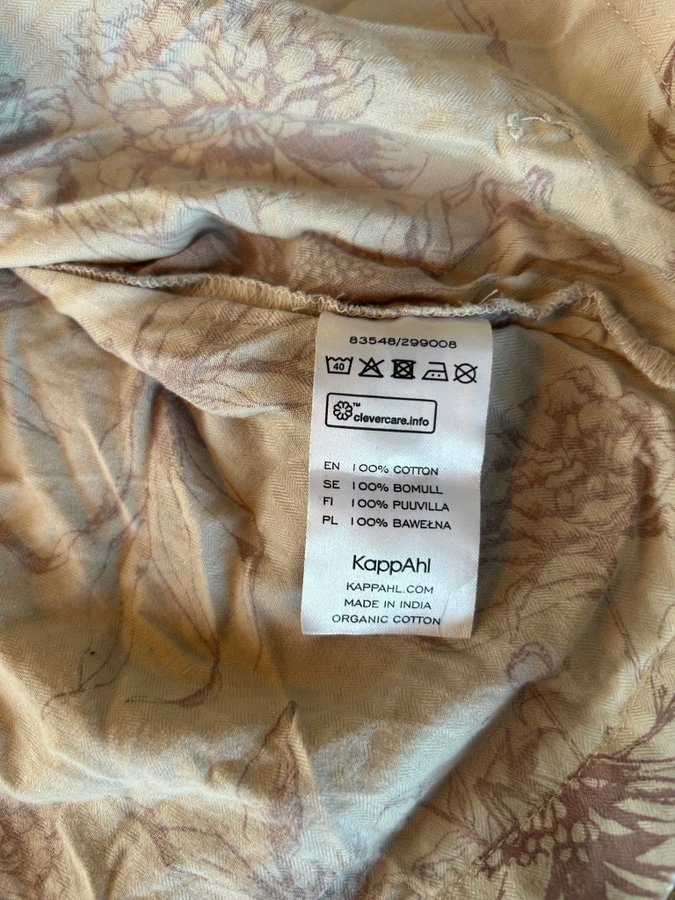 83548/299008
40
™
clevercare.info
EN 100% COTTON
SE 100% BOMULL
FI 100% PUUVILLA
PL 100% BAWEŁNA
KappAhl
KAPPAHL.COM
MADE IN INDIA
ORGANIC COTTON